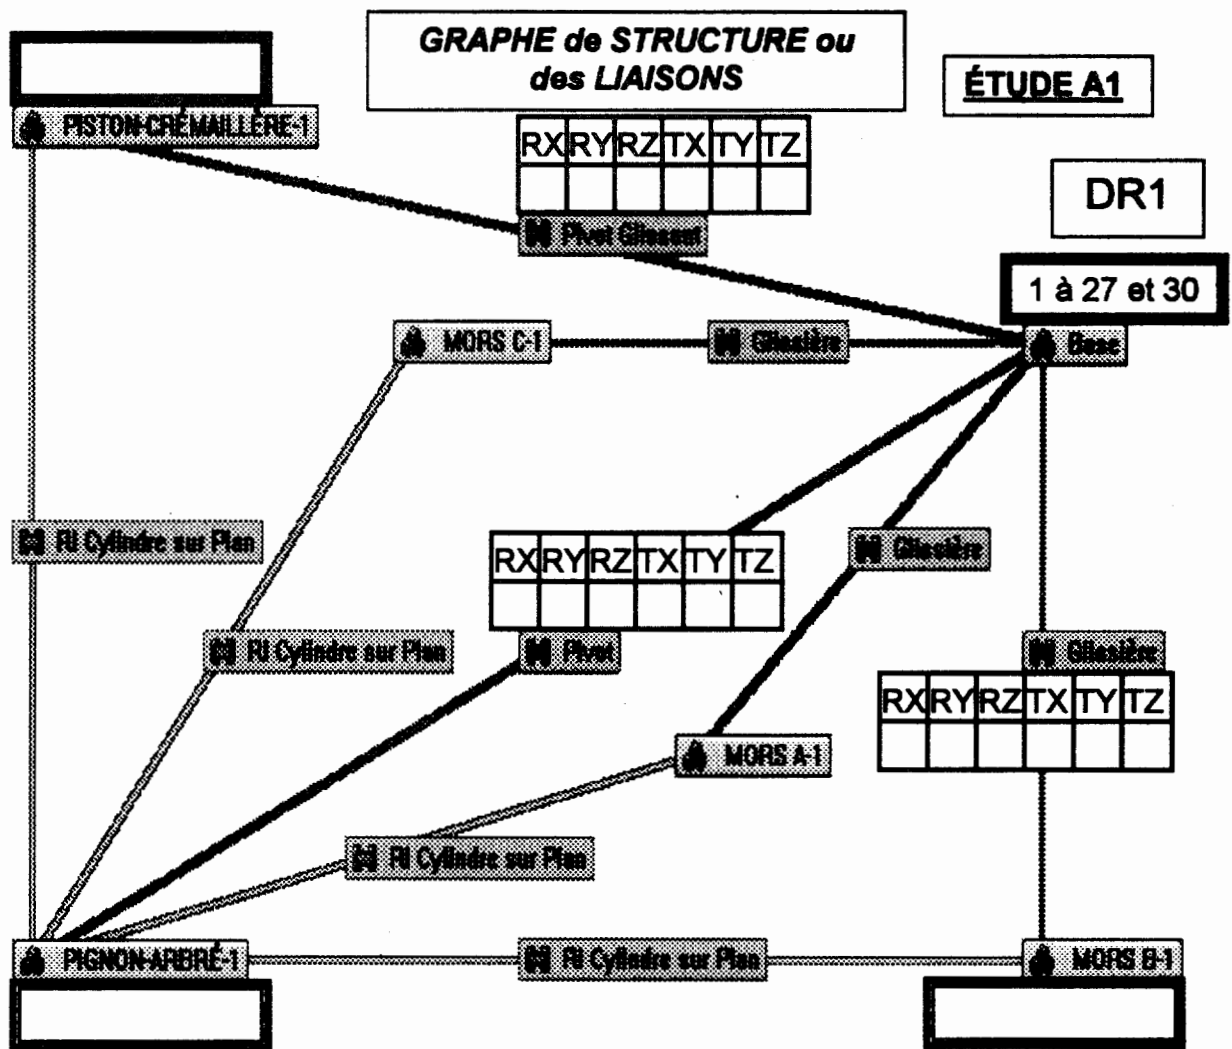 GRAPHE de STRUCTURE ou
des LIAISONS
ÉTUDE A1
PISTON-CRÉMAILLÈRE-1
RX RY RZ TX TY TZ
DR1
Pivot Glissant
1 à 27 et 30
MORS C-1
Glissière
Base
RI Cylindre sur Plan
RX RY RZ TX TY TZ
Glissière
RI Cylindre sur Plan
Pivot
Glissière
RX RY RZ TX TY TZ
MORS A-1
RI Cylindre sur Plan
PIGNON-ARBRÉ-1
RI Cylindre sur Plan
MORS B-1